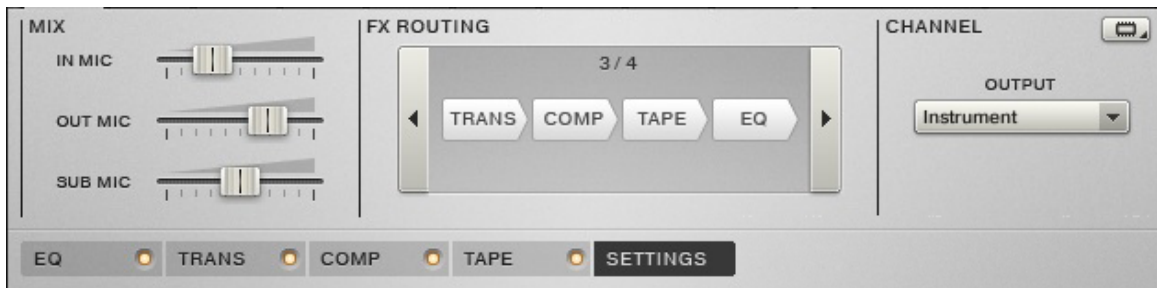 MIX
IN MIC
OUT MIC
SUB MIC
FX ROUTING
3 / 4
TRANS COMP TAPE EQ
CHANNEL
OUTPUT
Instrument
EQ TRANS COMP TAPE SETTINGS